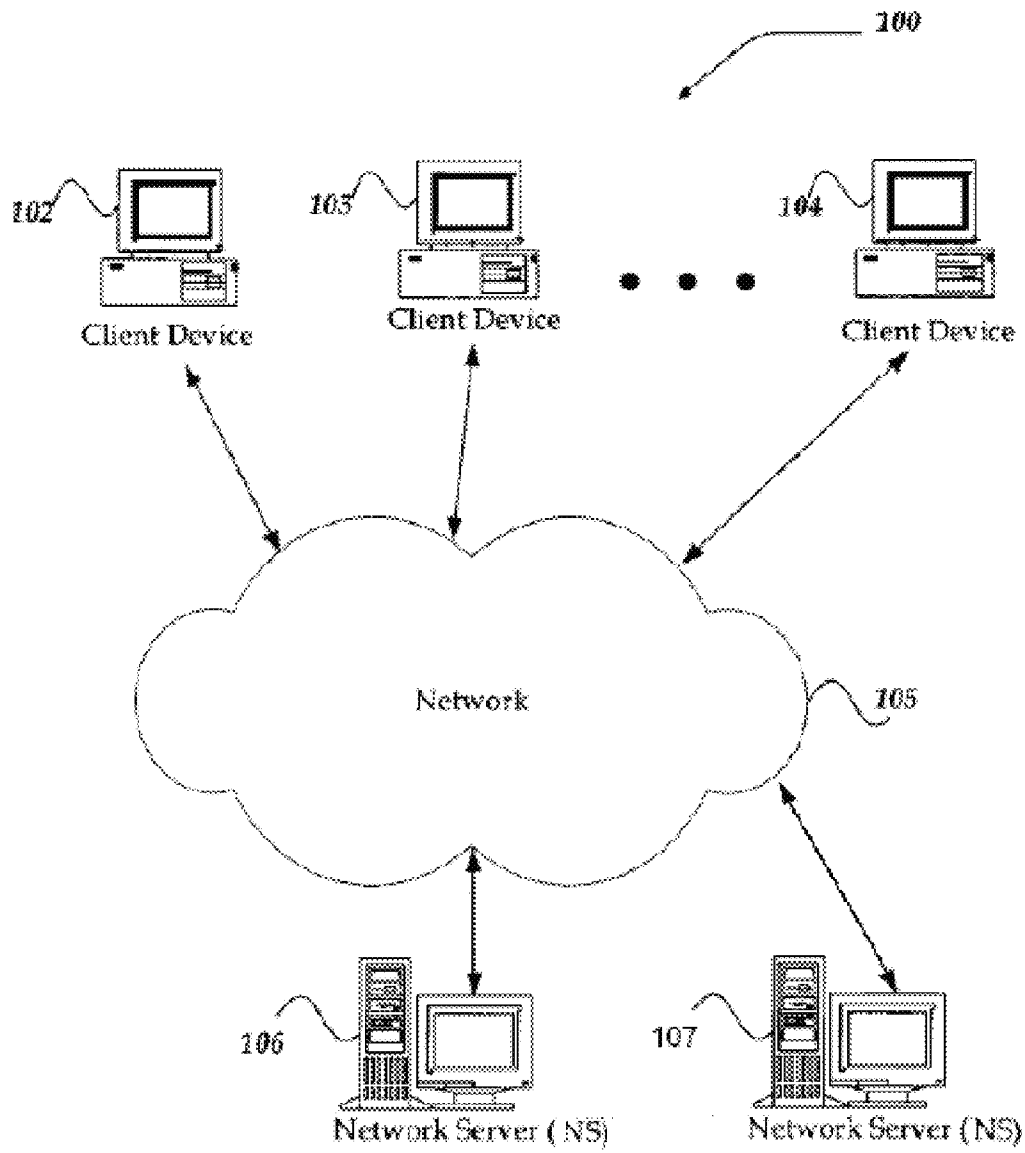 100
102
103
104
Client Device
Client Device
Client Device
Network
105
106
107
Network Server (NS)
Network Server (NS)